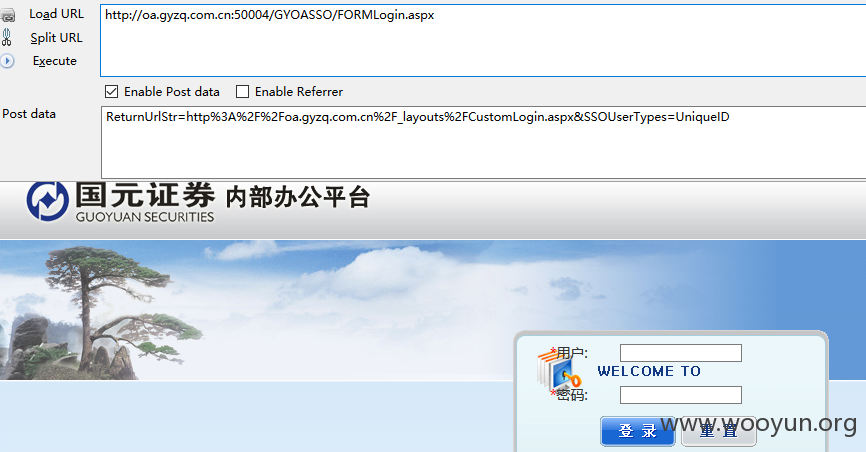 Load URL
http://oa.gyzq.com.cn:50004/GYOASSO/FORMLogin.aspx
Split URL
Execute
Enable Post data
Enable Referrer
Post data
ReturnUrlStr=http%3A%2F%2Foa.gyzq.com.cn%2F_layouts%2FCustomLogin.aspx&SSOUserTypes=UniqueID
国元证券 内部办公平台
GUOYUAN SECURITIES
*用户:
WELCOME TO
*密码:
登 录
重 置
www.wooyun.org